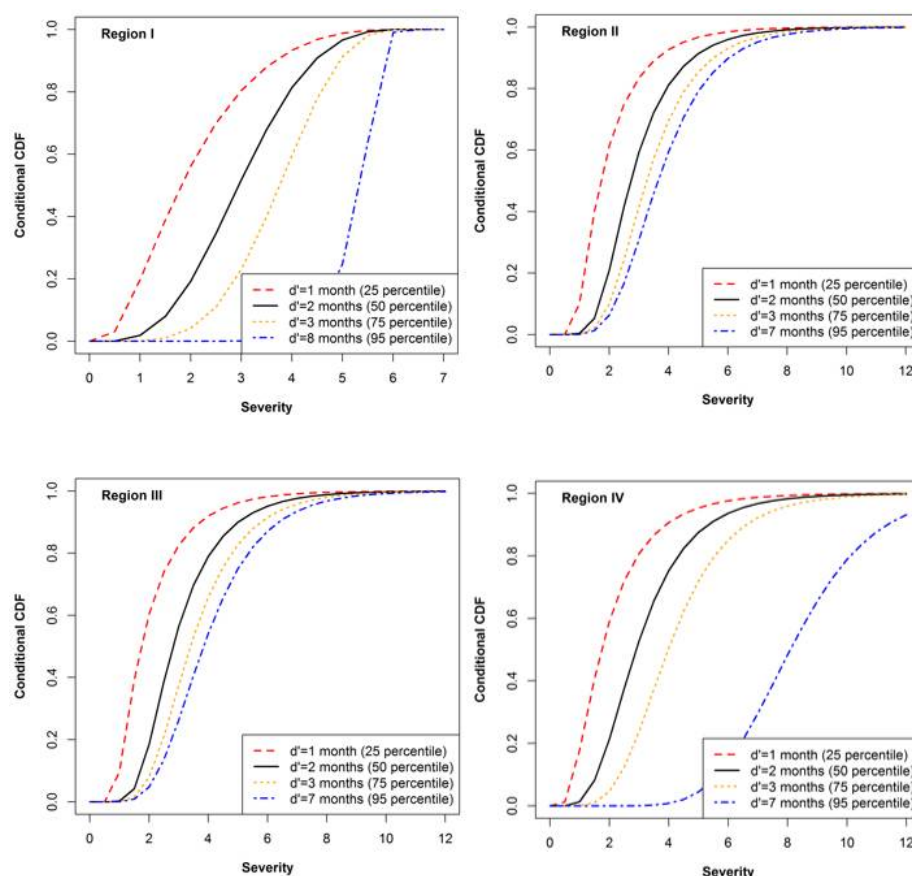 Region I
Conditional CDF
0.0 0.2 0.4 0.6 0.8 1.0
d'=1 month (25 percentile)
d'=2 months (50 percentile)
d'=3 months (75 percentile)
d'=8 months (95 percentile)
0 1 2 3 4 5 6 7
Severity
Region II
Conditional CDF
0.0 0.2 0.4 0.6 0.8 1.0
d'=1 month (25 percentile)
d'=2 months (50 percentile)
d'=3 months (75 percentile)
d'=7 months (95 percentile)
0 2 4 6 8 10 12
Severity
Region III
Conditional CDF
0.0 0.2 0.4 0.6 0.8 1.0
d'=1 month (25 percentile)
d'=2 months (50 percentile)
d'=3 months (75 percentile)
d'=7 months (95 percentile)
0 2 4 6 8 10 12
Severity
Region IV
Conditional CDF
0.0 0.2 0.4 0.6 0.8 1.0
d'=1 month (25 percentile)
d'=2 months (50 percentile)
d'=3 months (75 percentile)
d'=7 months (95 percentile)
0 2 4 6 8 10 12
Severity